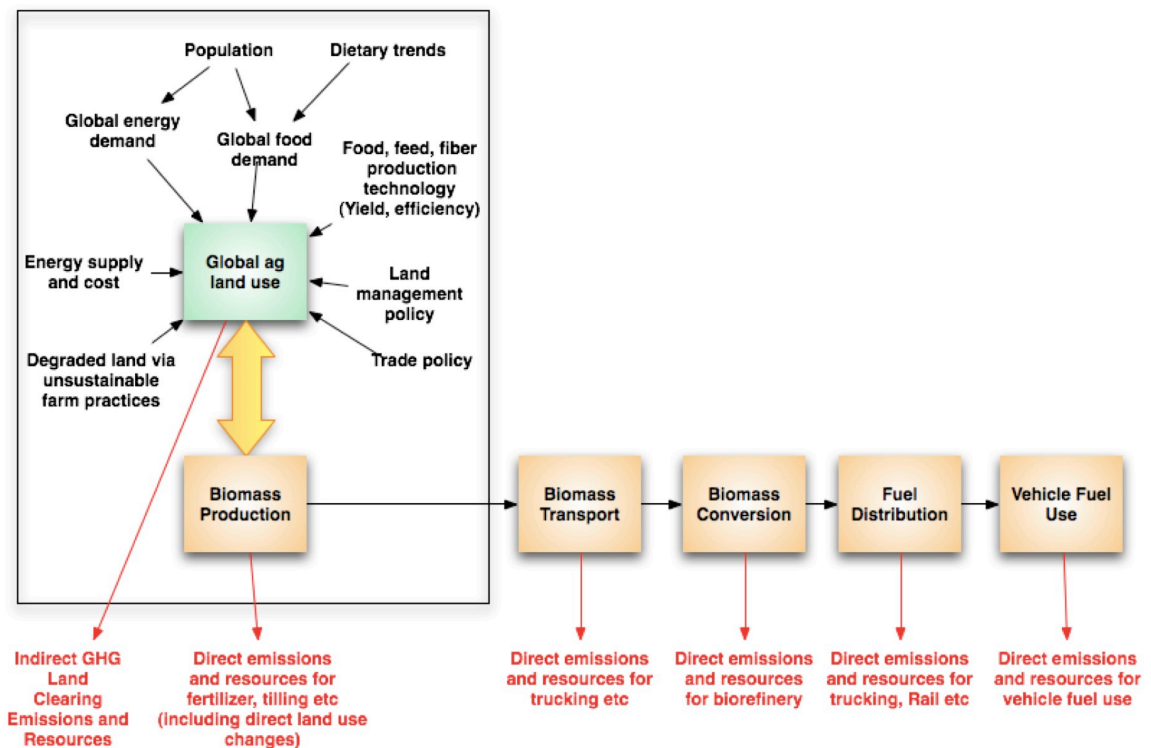 Population
Dietary trends
Global energy
demand
Global food
demand
Food, feed, fiber
production
technology
(Yield, efficiency)
Energy supply
and cost
Global ag
land use
Land
management
policy
Degraded land via
unsustainable
farm practices
Trade policy
Biomass
Production
Biomass
Transport
Biomass
Conversion
Fuel
Distribution
Vehicle Fuel
Use
Indirect GHG
Land
Clearing
Emissions and
Resources
Direct emissions
and resources for
fertilizer, tilling etc
(including direct land use
changes)
Direct emissions
and resources for
trucking etc
Direct emissions
and resources
for biorefinery
Direct emissions
and resources for
trucking, Rail etc
Direct emissions
and resources for
vehicle fuel use